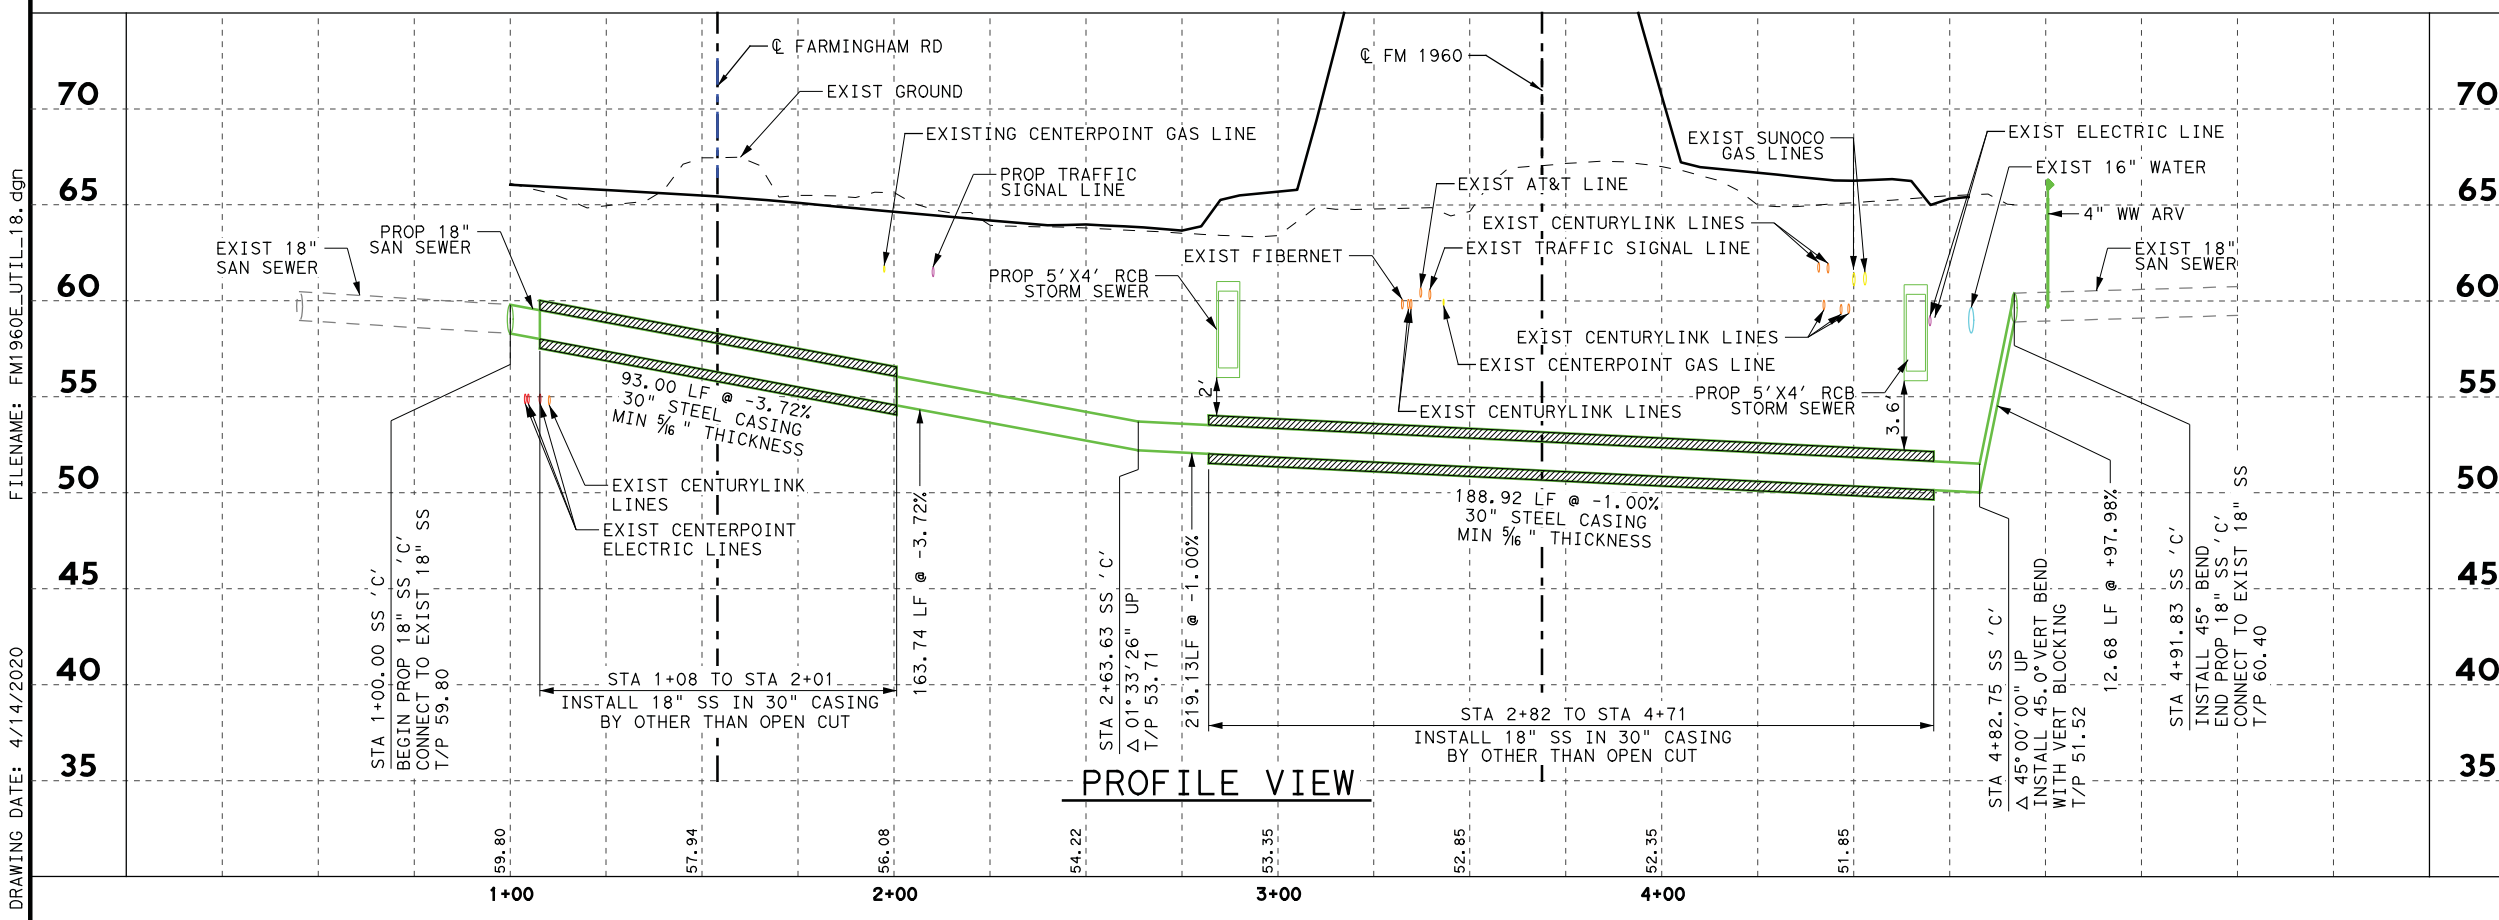 ℄ FARMINGHAM RD
EXIST GROUND
EXISTING CENTERPOINT GAS LINE
PROP TRAFFIC
SIGNAL LINE
℄ FM 1960
EXIST SUNOCO
GAS LINES
EXIST ELECTRIC LINE
EXIST 16" WATER
4" WW ARV
EXIST 18"
SAN SEWER
EXIST AT&T LINE
EXIST CENTURYLINK LINES
EXIST TRAFFIC SIGNAL LINE
EXIST FIBERNET
PROP 5'X4' RCB
STORM SEWER
PROP 18"
SAN SEWER
EXIST 18"
SAN SEWER
EXIST CENTURYLINK LINES
EXIST CENTERPOINT GAS LINE
EXIST CENTURYLINK LINES
PROP 5'X4' RCB
STORM SEWER
2'
3.6'
93.00 LF @ -3.72%
30" STEEL CASING
MIN 5/16 " THICKNESS
EXIST CENTURYLINK
LINES
EXIST CENTERPOINT
ELECTRIC LINES
188.92 LF @ -1.00%
30" STEEL CASING
MIN 5/16 " THICKNESS
STA 1+00.00 SS 'C'
BEGIN PROP 18" SS 'C'
CONNECT TO EXIST 18" SS
T/P 59.80
STA 1+08 TO STA 2+01
INSTALL 18" SS IN 30" CASING
BY OTHER THAN OPEN CUT
163.74 LF @ -3.72%
STA 2+63.63 SS 'C'
△ 01°33'26" UP
T/P 53.71
219.13LF @ -1.00%
STA 2+82 TO STA 4+71
INSTALL 18" SS IN 30" CASING
BY OTHER THAN OPEN CUT
STA 4+82.75 SS 'C'
△ 45°00'00" UP
INSTALL 45.0°VERT BEND
WITH VERT BLOCKING
T/P 51.52
12.68 LF @ +97.98%
STA 4+91.83 SS 'C'
INSTALL 45° BEND
END PROP 18" SS 'C'
CONNECT TO EXIST 18" SS
T/P 60.40
PROFILE VIEW
70
65
60
55
50
45
40
35
70
65
60
55
50
45
40
35
59.80
57.94
56.08
54.22
53.35
52.85
52.35
51.85
1+00
2+00
3+00
4+00
FILENAME: FM1960E_UTIL_18.dgn
DRAWING DATE: 4/14/2020